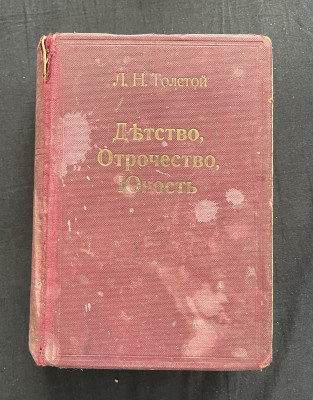 Л. Н. Толстой
Дѣтство,
Отрочество,
Юность